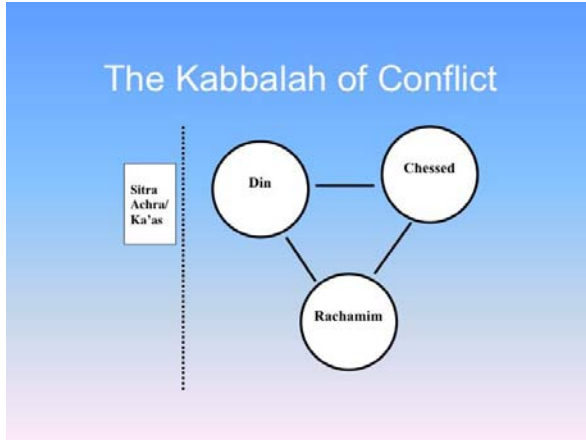 The Kabbalah of Conflict
Sitra
Achra/
Ka'as
Din
Chessed
Rachamim